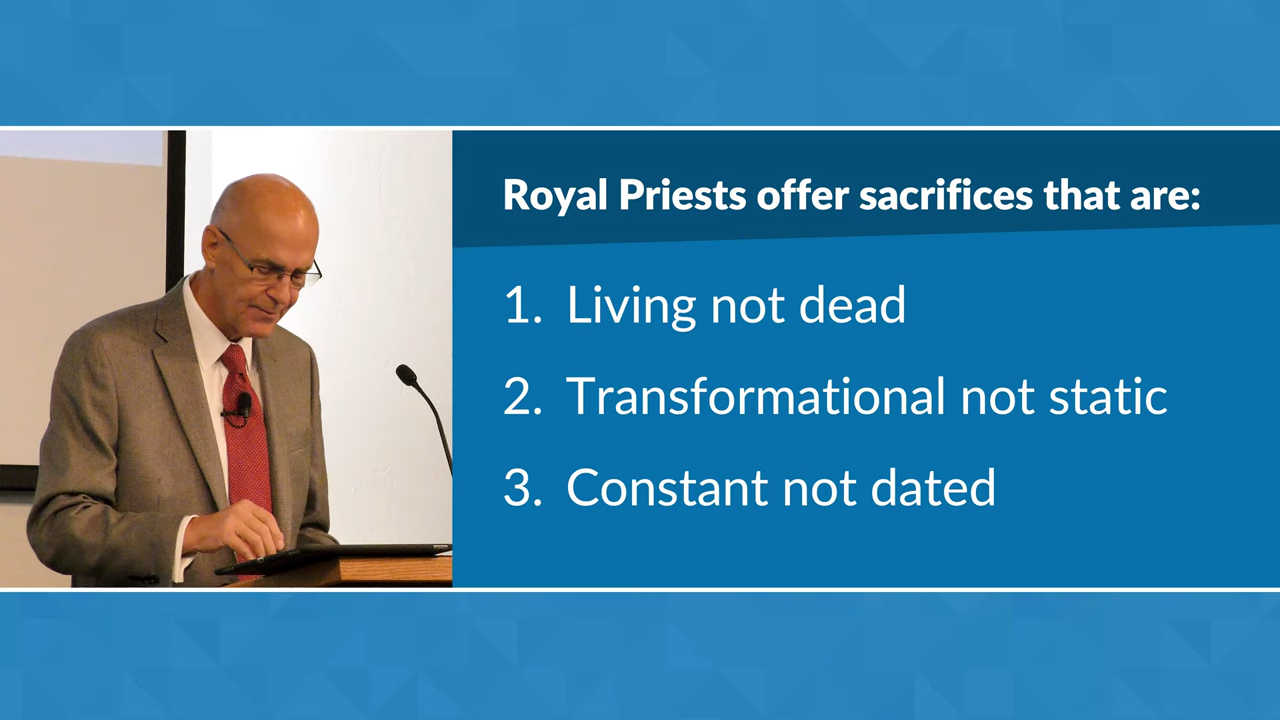 Royal Priests offer sacrifices that are:
1. Living not dead
2. Transformational not static
3. Constant not dated